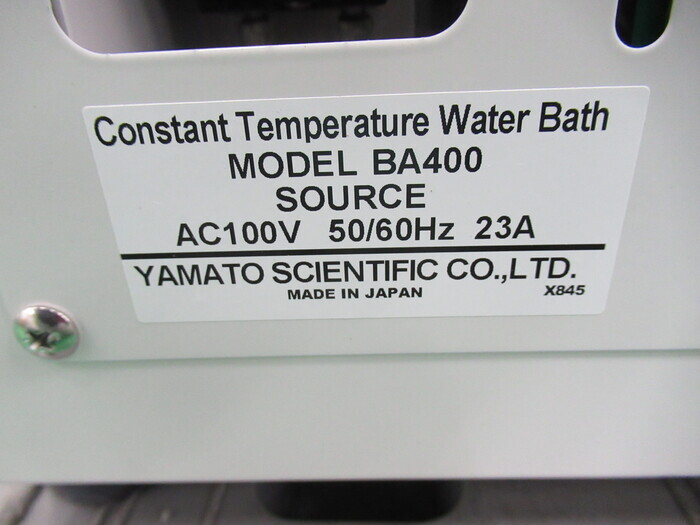 Constant Temperature Water Bath
MODEL BA400
SOURCE
AC100V 50/60Hz 23A
YAMATO SCIENTIFIC CO.,LTD.
MADE IN JAPAN X845